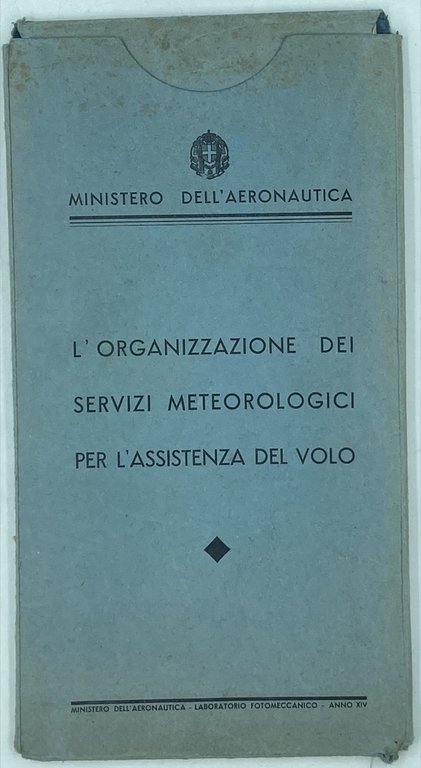 MINISTERO DELL'AERONAUTICA
L'ORGANIZZAZIONE DEI
SERVIZI METEOROLOGICI
PER L'ASSISTENZA DEL VOLO
MINISTERO DELL'AERONAUTICA - LABORATORIO FOTOMECCANICO - ANNO XIV